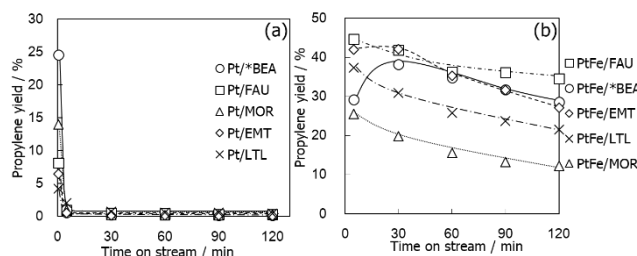 (a)
Propylene yield / %
30
25
20
15
10
5
0
Pt/*BEA
Pt/FAU
Pt/MOR
Pt/EMT
Pt/LTL
0 30 60 90 120
Time on stream / min
(b)
Propylene yield / %
50
40
30
20
10
0
PtFe/FAU
PtFe/*BEA
PtFe/EMT
PtFe/LTL
PtFe/MOR
0 30 60 90 120
Time on stream / min